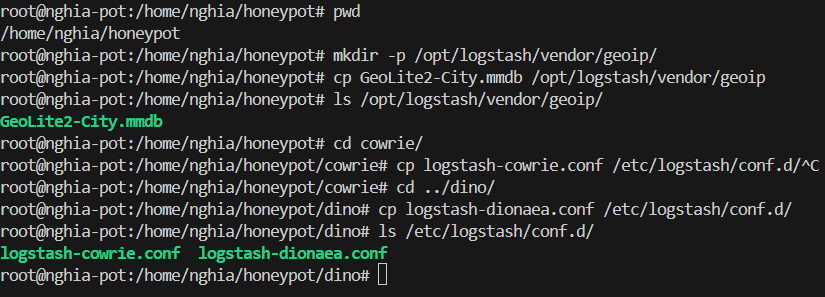 root@nghia-pot:/home/nghia/honeypot# pwd
/home/nghia/honeypot
root@nghia-pot:/home/nghia/honeypot# mkdir -p /opt/logstash/vendor/geoip/
root@nghia-pot:/home/nghia/honeypot# cp GeoLite2-City.mmdb /opt/logstash/vendor/geoip
root@nghia-pot:/home/nghia/honeypot# ls /opt/logstash/vendor/geoip/
GeoLite2-City.mmdb
root@nghia-pot:/home/nghia/honeypot# cd cowrie/
root@nghia-pot:/home/nghia/honeypot/cowrie# cp logstash-cowrie.conf /etc/logstash/conf.d/^C
root@nghia-pot:/home/nghia/honeypot/cowrie# cd ../dino/
root@nghia-pot:/home/nghia/honeypot/dino# cp logstash-dionaea.conf /etc/logstash/conf.d/
root@nghia-pot:/home/nghia/honeypot/dino# ls /etc/logstash/conf.d/
logstash-cowrie.conf  logstash-dionaea.conf
root@nghia-pot:/home/nghia/honeypot/dino#